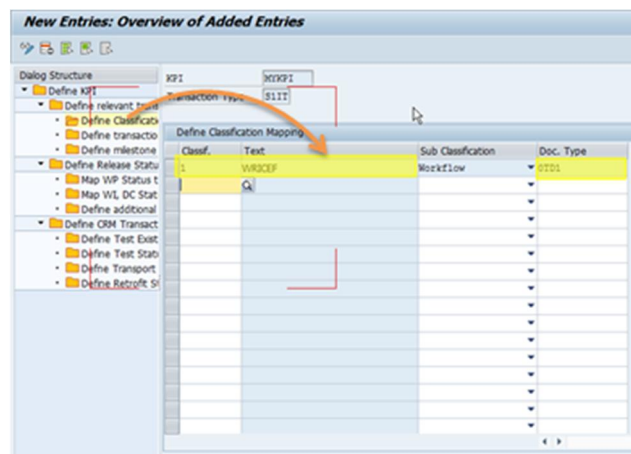 New Entries: Overview of Added Entries
Dialog Structure
Define KPI
Define relevant trans
Define Classificati
Define transactio
Define milestone
Define Release Statu
Map WP Status t
Map WI, DC Stat
Define additional
Define CRM Transact
Define Test Exist
Define Test Stat
Define Transport
Define Retrofit St
KPI MYKPI
Transaction Type S1IT
Define Classification Mapping
Classif. Text Sub Classification Doc. Type
1 WRICEF Workflow OTD1